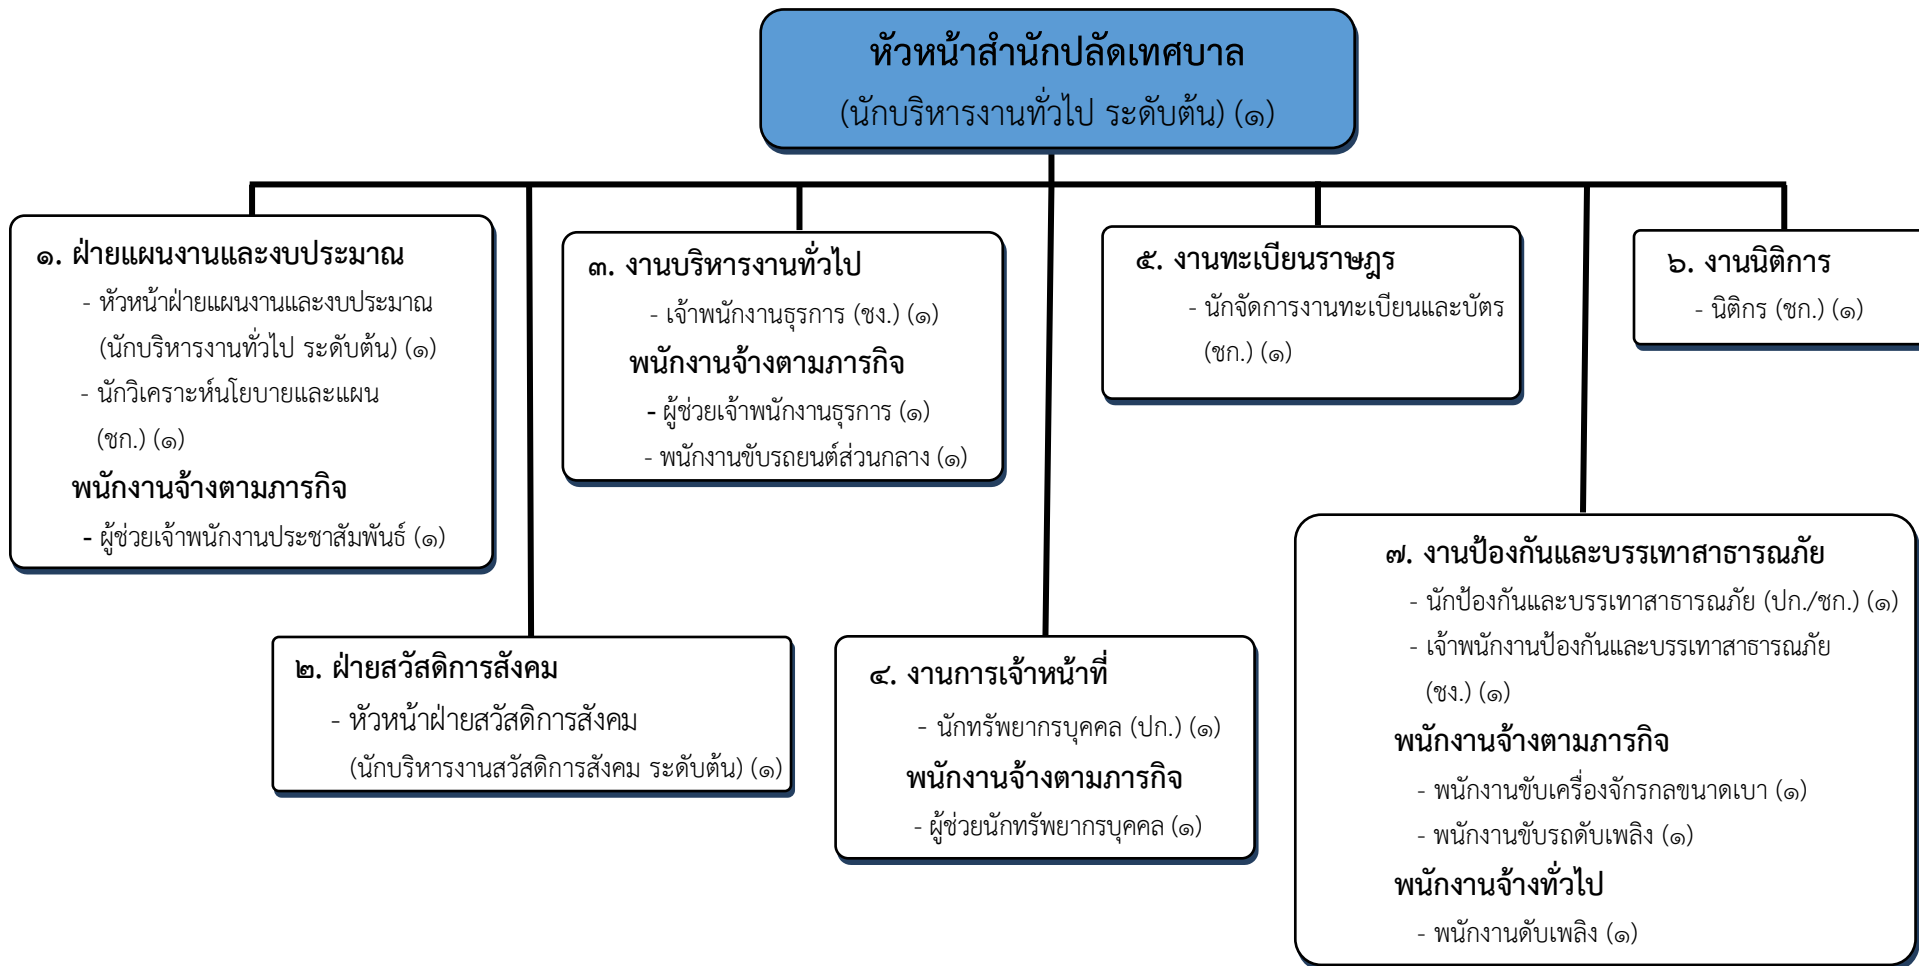 หัวหน้าสำนักปลัดเทศบาล
(นักบริหารงานทั่วไป ระดับต้น) (๑)
๑. ฝ่ายแผนงานและงบประมาณ
- หัวหน้าฝ่ายแผนงานและงบประมาณ
(นักบริหารงานทั่วไป ระดับต้น) (๑)
- นักวิเคราะห์นโยบายและแผน
(ชก.) (๑)
พนักงานจ้างตามภารกิจ
- ผู้ช่วยเจ้าพนักงานประชาสัมพันธ์ (๑)
๒. ฝ่ายสวัสดิการสังคม
- หัวหน้าฝ่ายสวัสดิการสังคม
(นักบริหารงานสวัสดิการสังคม ระดับต้น) (๑)
๓. งานบริหารงานทั่วไป
- เจ้าพนักงานธุรการ (ชง.) (๑)
พนักงานจ้างตามภารกิจ
- ผู้ช่วยเจ้าพนักงานธุรการ (๑)
- พนักงานขับรถยนต์ส่วนกลาง (๑)
๔. งานการเจ้าหน้าที่
- นักทรัพยากรบุคคล (ปก.) (๑)
พนักงานจ้างตามภารกิจ
- ผู้ช่วยนักทรัพยากรบุคคล (๑)
๕. งานทะเบียนราษฎร
- นักจัดการงานทะเบียนและบัตร
(ชก.) (๑)
๖. งานนิติการ
- นิติกร (ชก.) (๑)
๗. งานป้องกันและบรรเทาสาธารณภัย
- นักป้องกันและบรรเทาสาธารณภัย (ปก./ชก.) (๑)
- เจ้าพนักงานป้องกันและบรรเทาสาธารณภัย
(ชง.) (๑)
พนักงานจ้างตามภารกิจ
- พนักงานขับเครื่องจักรกลขนาดเบา (๑)
- พนักงานขับรถดับเพลิง (๑)
พนักงานจ้างทั่วไป
- พนักงานดับเพลิง (๑)